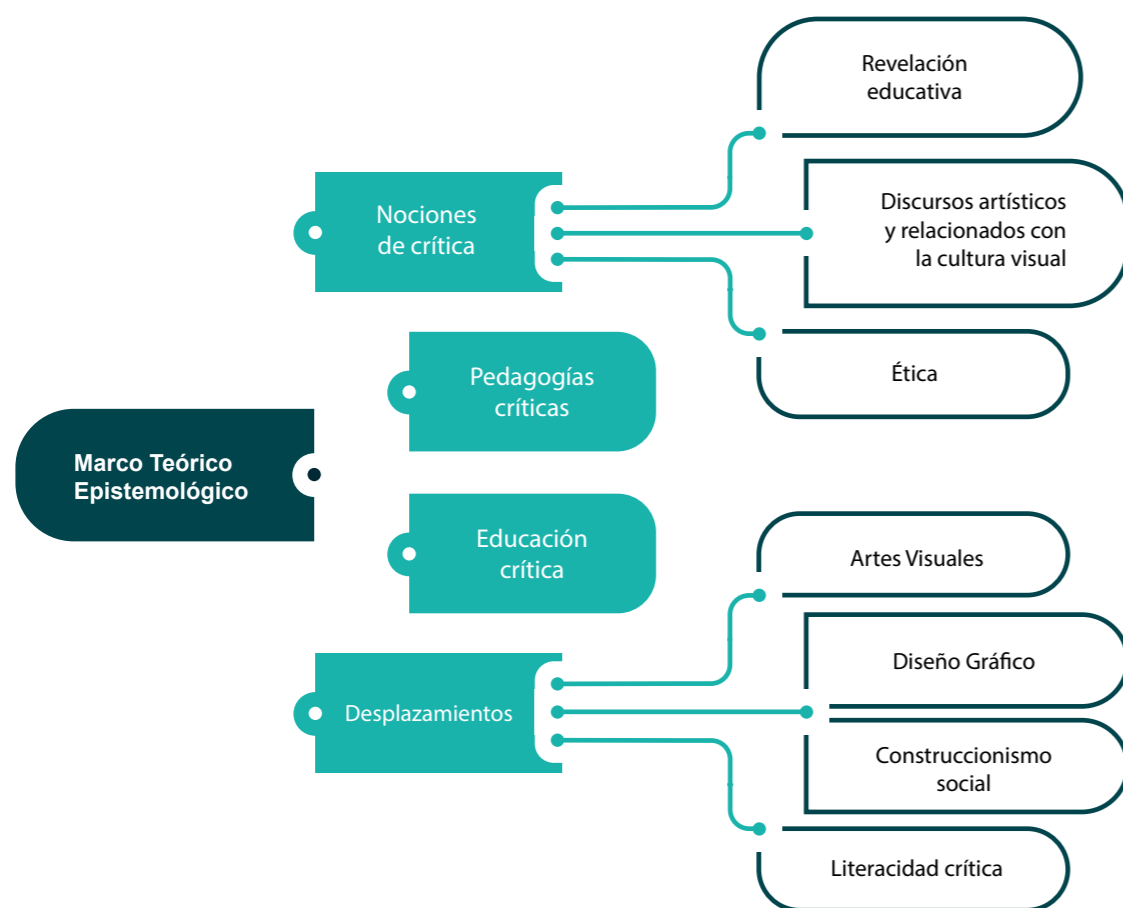 Marco Teórico
Epistemológico
Nociones
de crítica
Revelación
educativa
Discursos artísticos
y relacionados con
la cultura visual
Ética
Pedagogías
críticas
Educación
crítica
Desplazamientos
Artes Visuales
Diseño Gráfico
Construccionismo
social
Literacidad crítica